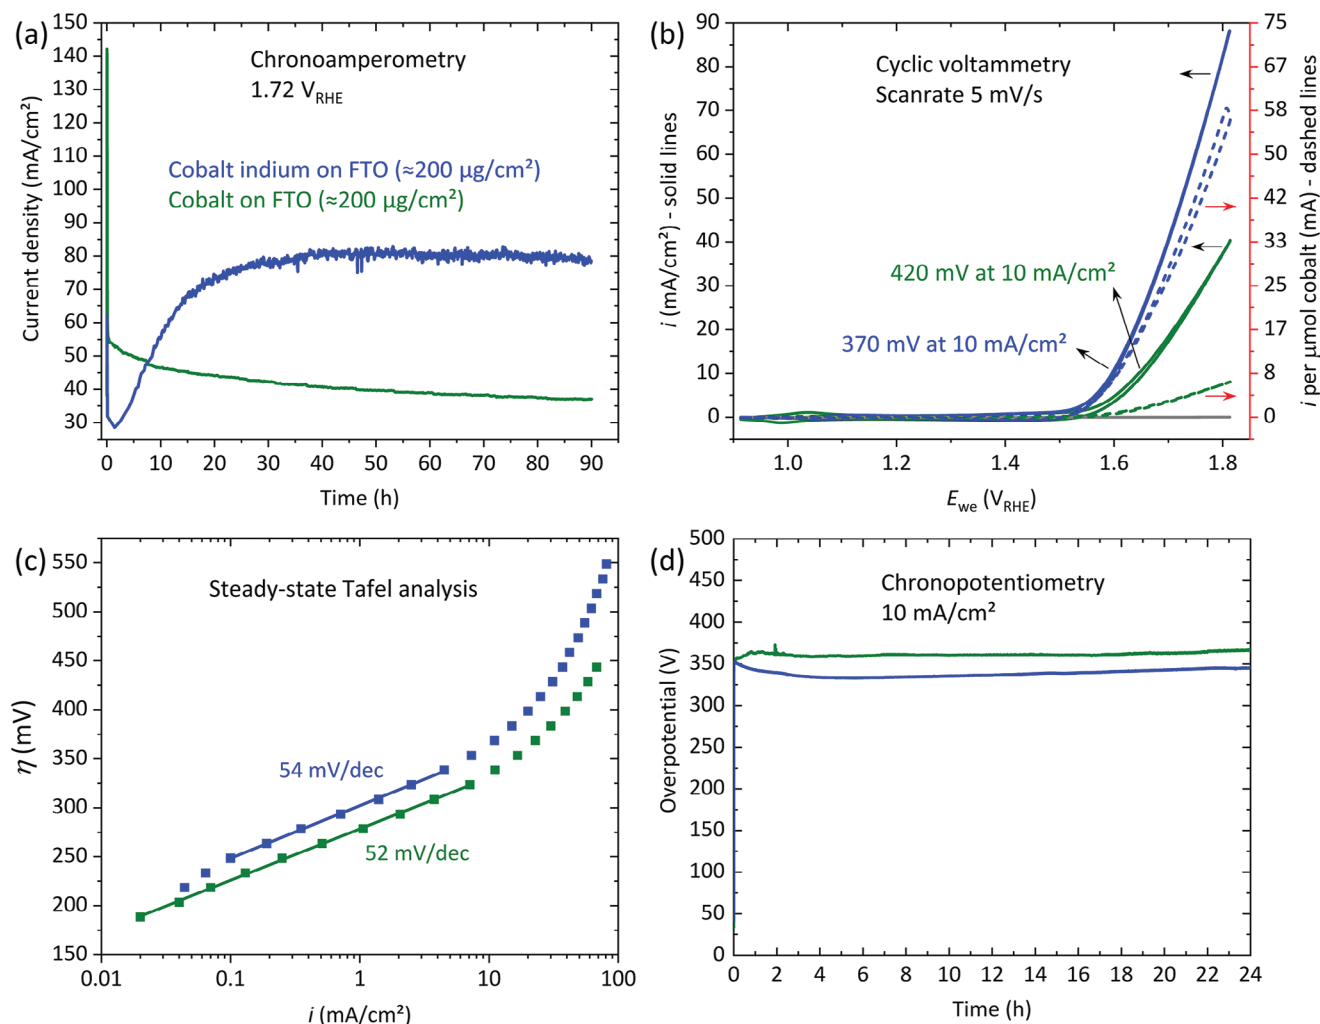 (a)
Chronoamperometry
1.72 V_RHE
Cobalt indium on FTO (≈200 µg/cm²)
Cobalt on FTO (≈200 µg/cm²)
Current density (mA/cm²)
150
140
130
120
110
100
90
80
70
60
50
40
30
0 10 20 30 40 50 60 70 80 90
Time (h)
(b)
Cyclic voltammetry
Scanrate 5 mV/s
420 mV at 10 mA/cm²
370 mV at 10 mA/cm²
i (mA/cm²) - solid lines
90
80
70
60
50
40
30
20
10
0
i per µmol cobalt (mA) - dashed lines
75
67
58
50
42
33
25
17
8
0
1.0 1.2 1.4 1.6 1.8
E_we (V_RHE)
(c)
Steady-state Tafel analysis
54 mV/dec
52 mV/dec
η (mV)
550
500
450
400
350
300
250
200
150
0.01 0.1 1 10 100
i (mA/cm²)
(d)
Chronopotentiometry
10 mA/cm²
Overpotential (V)
500
450
400
350
300
250
200
150
100
50
0
0 2 4 6 8 10 12 14 16 18 20 22 24
Time (h)